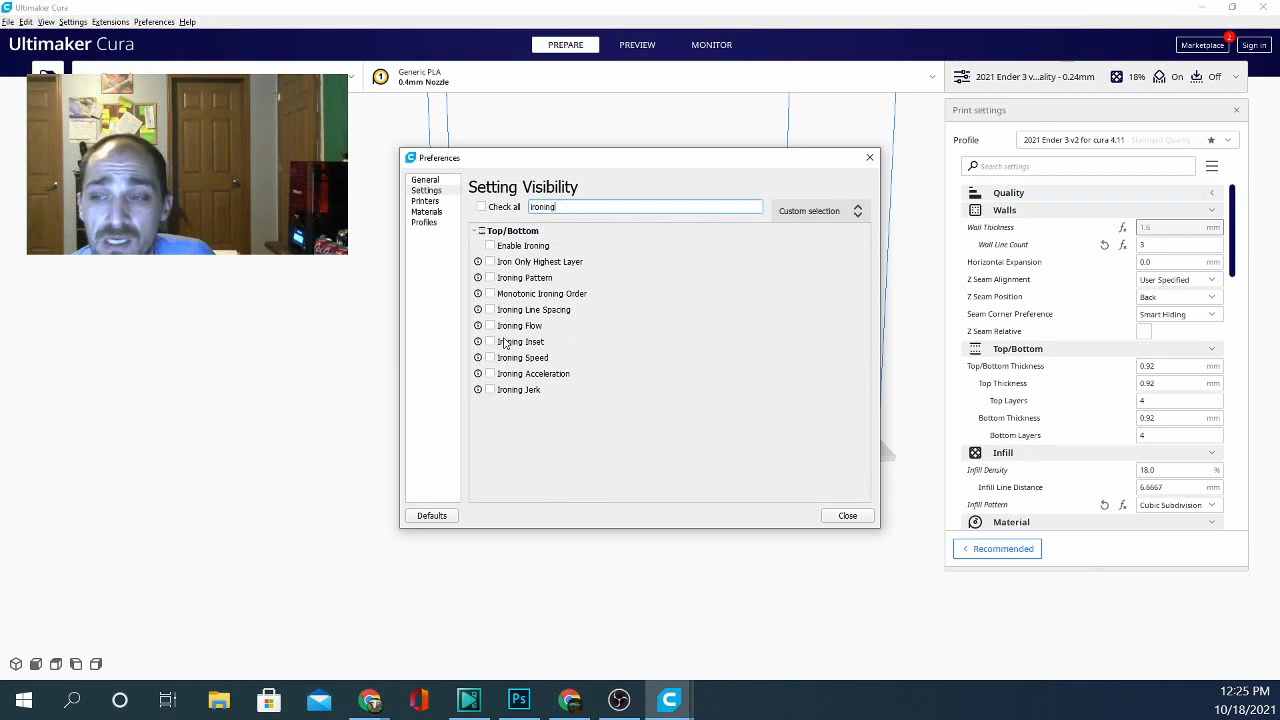 Ultimaker Cura
File Edit View Settings Extensions Preferences Help
Ultimaker Cura
PREPARE
PREVIEW
MONITOR
Marketplace
2
Sign in
1
Generic PLA
0.4mm Nozzle
2021 Ender 3 v...ality - 0.24mm
18%
On
Off
Print settings
Profile
2021 Ender 3 v2 for cura 4.11 - Standard Quality
Search settings
Quality
Walls
Wall Thickness 1.6 mm
Wall Line Count 3
Horizontal Expansion 0.0 mm
Z Seam Alignment User Specified
Z Seam Position Back
Seam Corner Preference Smart Hiding
Z Seam Relative
Top/Bottom
Top/Bottom Thickness 0.92 mm
Top Thickness 0.92 mm
Top Layers 4
Bottom Thickness 0.92 mm
Bottom Layers 4
Infill
Infill Density 18.0 %
Infill Line Distance 6.6667 mm
Infill Pattern Cubic Subdivision
Material
Recommended
Preferences
General
Settings
Printers
Materials
Profiles
Setting Visibility
Check all
ironing
Custom selection
Top/Bottom
Enable Ironing
Iron Only Highest Layer
Ironing Pattern
Monotonic Ironing Order
Ironing Line Spacing
Ironing Flow
Ironing Inset
Ironing Speed
Ironing Acceleration
Ironing Jerk
Defaults
Close
12:25 PM
10/18/2021